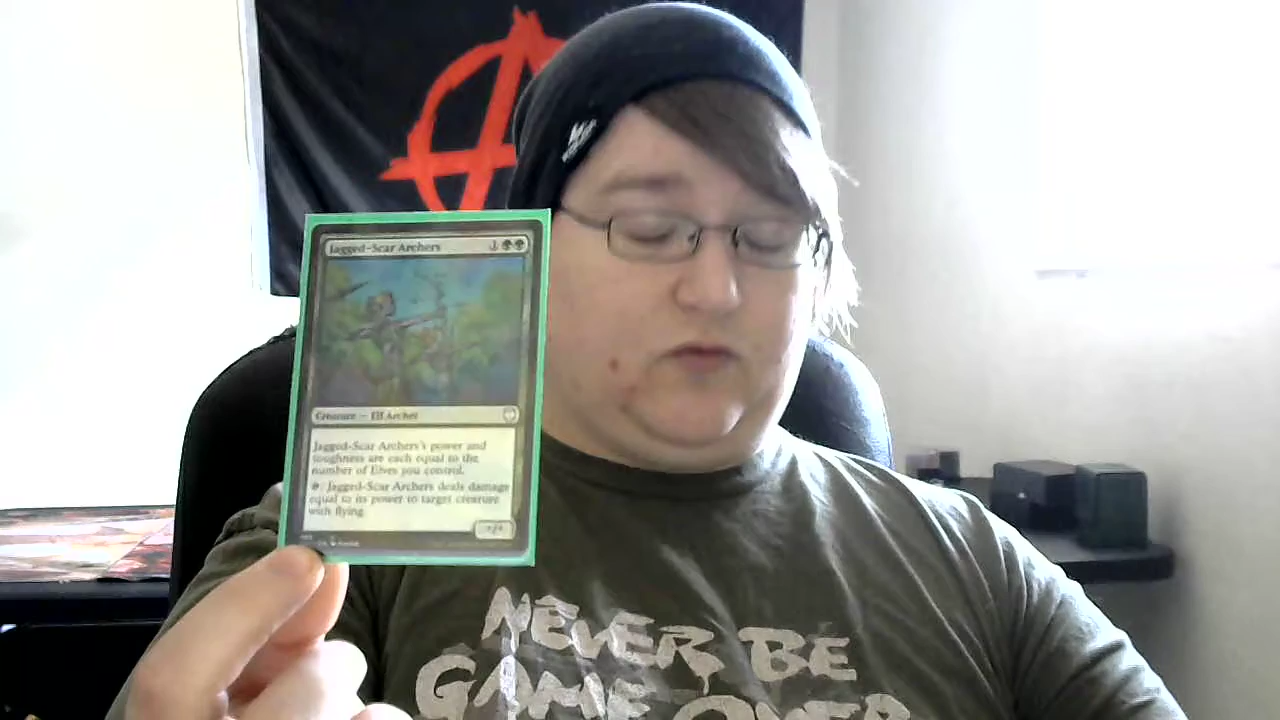 Jagged-Scar Archers 1
Creature — Elf Archer
Jagged-Scar Archers's power and
toughness are each equal to the
number of Elves you control.
: Jagged-Scar Archers deals damage
equal to its power to target creature
with flying.
*/*
NEVER BE
GAME OVER